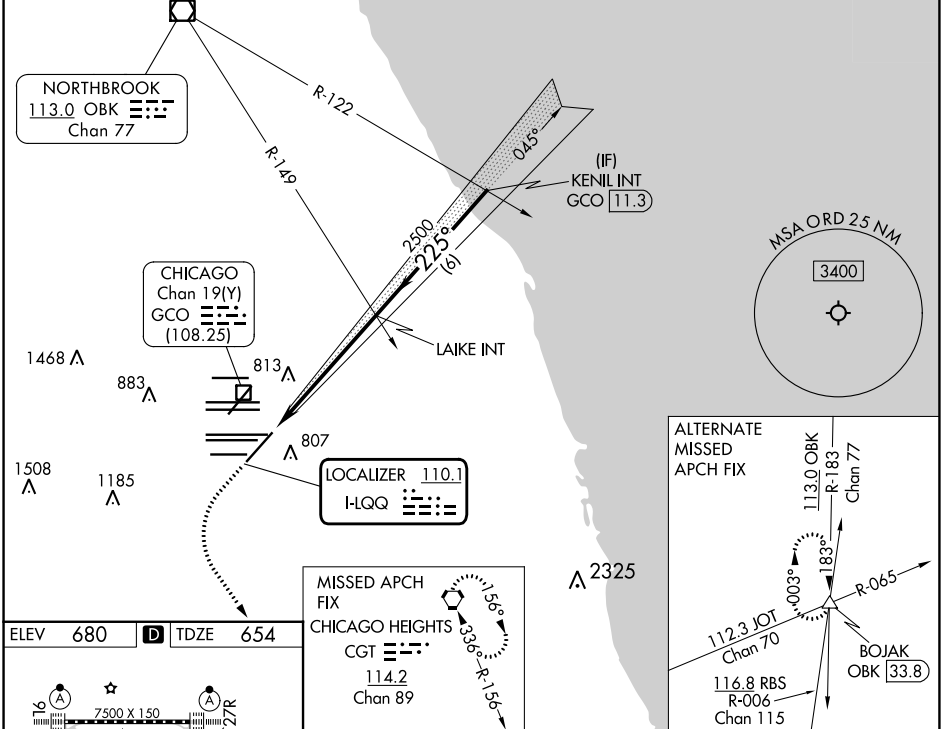 NORTHBROOK
113.0 OBK
Chan 77
R-122
R-149
045°
(IF)
KENIL INT
GCO 11.3
2500
225°
(6)
MSA ORD 25 NM
3400
CHICAGO
Chan 19(Y)
GCO
(108.25)
LAIKE INT
1468
883
813
807
1508
1185
LOCALIZER 110.1
I-LQQ
2325
ALTERNATE
MISSED
APCH FIX
113.0 OBK
R-183
Chan 77
003°
183°
R-065
112.3 JOT
Chan 70
BOJAK
OBK 33.8
116.8 RBS
R-006
Chan 115
MISSED APCH
FIX
CHICAGO HEIGHTS
CGT
114.2
Chan 89
156°
336°
R-156
ELEV 680 D TDZE 654
A
A
16
7500 X 150
27R